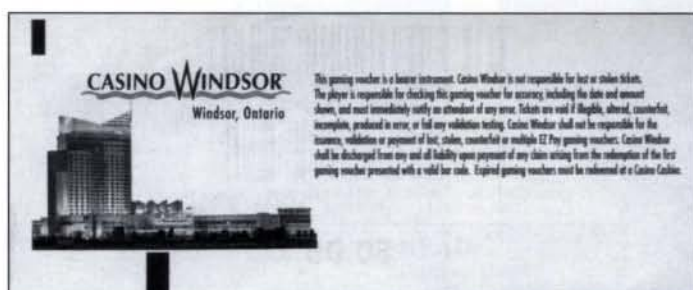 CASINO WINDSOR
Windsor, Ontario
This gaming voucher is a bearer instrument. Casino Windsor is not responsible for lost or stolen tickets.
The player is responsible for checking this gaming voucher for accuracy, including the date and amount
shown, and must immediately notify an attendant of any error. Tickets are void if illegible, altered, counterfeit,
incomplete, produced in error, or fail any validation testing. Casino Windsor shall not be responsible for the
issuance, validation or payment of lost, stolen, counterfeit or multiple EZ Pay gaming vouchers. Casino Windsor
shall be discharged from any and all liability upon payment of any claim arising from the redemption of the first
gaming voucher presented with a valid bar code. Expired gaming vouchers must be redeemed at a Casino Cashier.